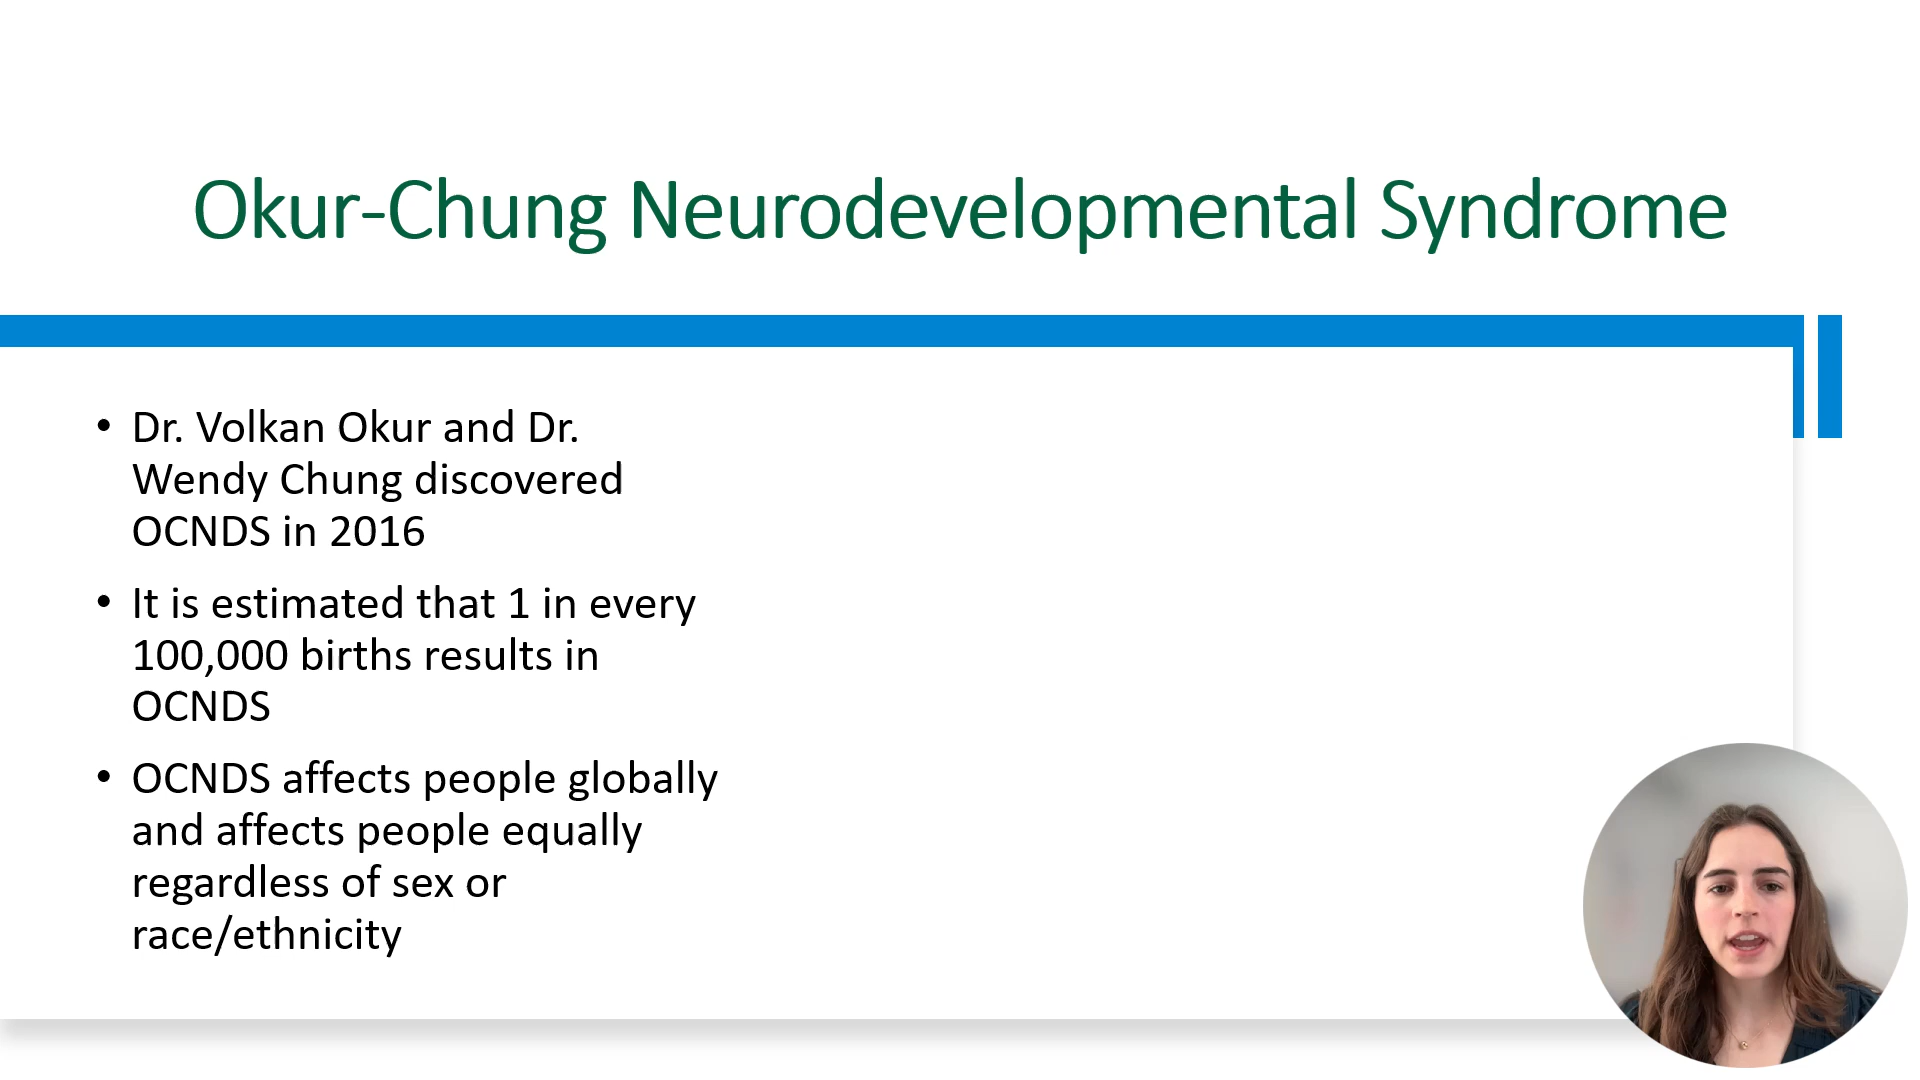 Okur-Chung Neurodevelopmental Syndrome
• Dr. Volkan Okur and Dr.
Wendy Chung discovered
OCNDS in 2016
• It is estimated that 1 in every
100,000 births results in
OCNDS
• OCNDS affects people globally
and affects people equally
regardless of sex or
race/ethnicity